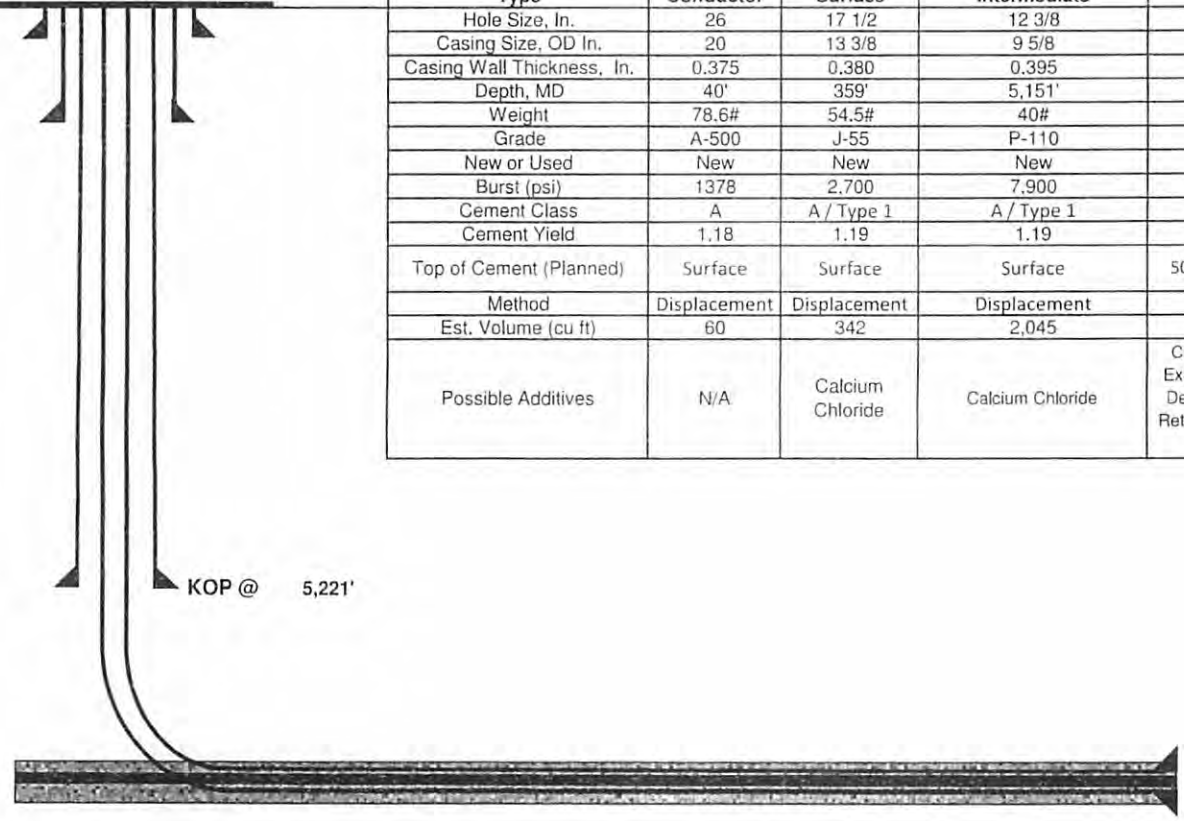 Type Conductor Surface Intermediate
Hole Size, In. 26 17 1/2 12 3/8
Casing Size, OD In. 20 13 3/8 9 5/8
Casing Wall Thickness, In. 0.375 0.380 0.395
Depth, MD 40' 359' 5,151'
Weight 78.6# 54.5# 40#
Grade A-500 J-55 P-110
New or Used New New New
Burst (psi) 1378 2,700 7,900
Cement Class A A / Type 1 A / Type 1
Cement Yield 1.18 1.19 1.19
Top of Cement (Planned) Surface Surface Surface 50
Method Displacement Displacement Displacement
Est. Volume (cu ft) 60 342 2,045
Possible Additives N/A Calcium Chloride Calcium Chloride
KOP @ 5,221'